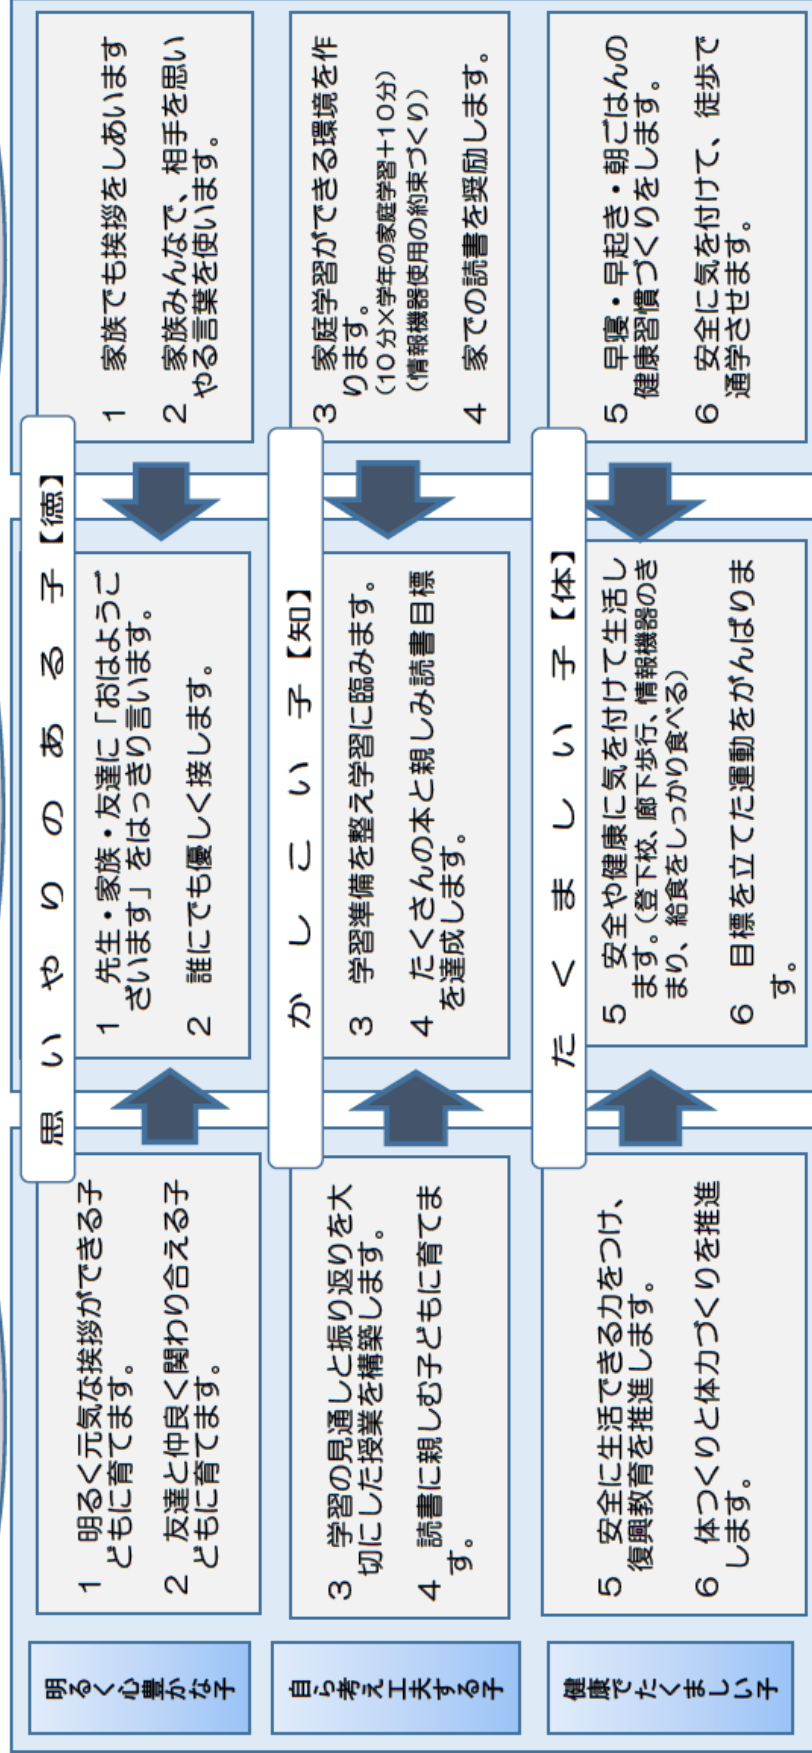 明るく心豊かな子
思いやりのある子【徳】
1 明るく元気な挨拶ができる子
どもに育てます。
2 友達と仲良く関わり合える子
どもに育てます。
1 先生・家族・友達に「おはようご
ざいます」をはっきり言います。
2 誰にでも優しく接します。
1 家族でも挨拶をしあいます
2 家族みんなで、相手を思い
やる言葉を使います。
自ら考え工夫する子
かしこい子【知】
3 学習の見通しと振り返りを大
切にした授業を構築します。
4 読書に親しむ子どもに育てま
す。
3 学習準備を整え学習に臨みます。
4 たくさんの本と親しみ読書目標
を達成します。
3 家庭学習ができる環境を作
ります。
(10分×学年の家庭学習+10分)
(情報機器使用の約束づくり)
4 家での読書を奨励します。
健康でたくましい子
たくましい子【体】
5 安全に生活できる力をつけ、
復興教育を推進します。
6 体つくりと体力づくりを推進
します。
5 安全や健康に気を付けて生活し
ます。(登下校、廊下歩行、情報機器のき
まり、給食をしっかり食べる)
6 目標を立てた運動をがんばりま
す。
5 早寝・早起き・朝ごはんの
健康習慣づくりをします。
6 安全に気を付けて、徒歩で
通学させます。